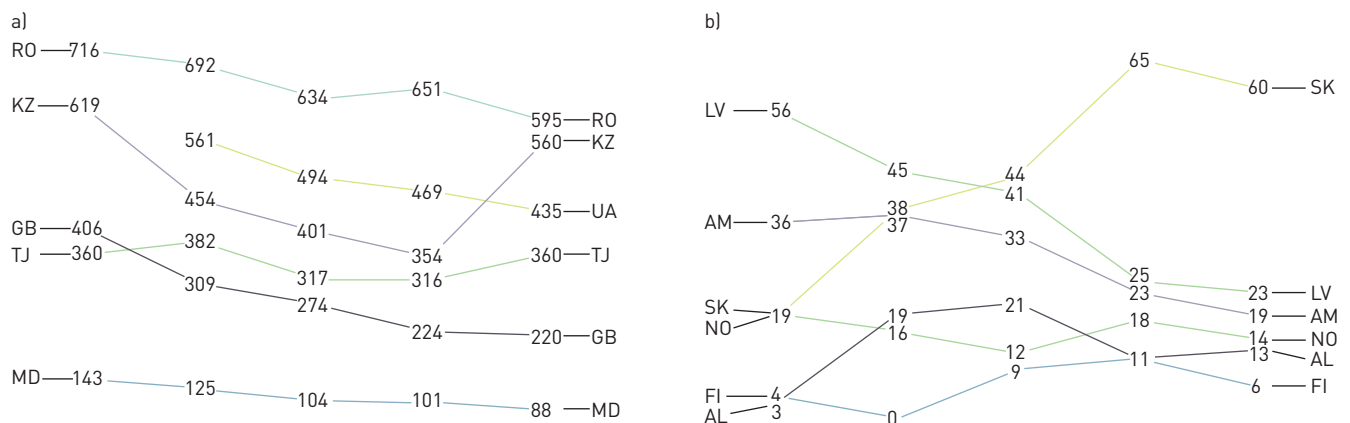 a)
RO 716 692 634 651 595 RO
KZ 619 454 401 354 560 KZ
561 494 469 435 UA
GB 406 309 274 224 220 GB
TJ 360 382 317 316 360 TJ
MD 143 125 104 101 88 MD
b)
LV 56 45 41 25 23 LV
AM 36 37 33 23 19 AM
SK 19 38 44 65 60 SK
NO 16 12 18 14 NO
FI 4 0 9 11 6 FI
AL 3 19 21 13 AL